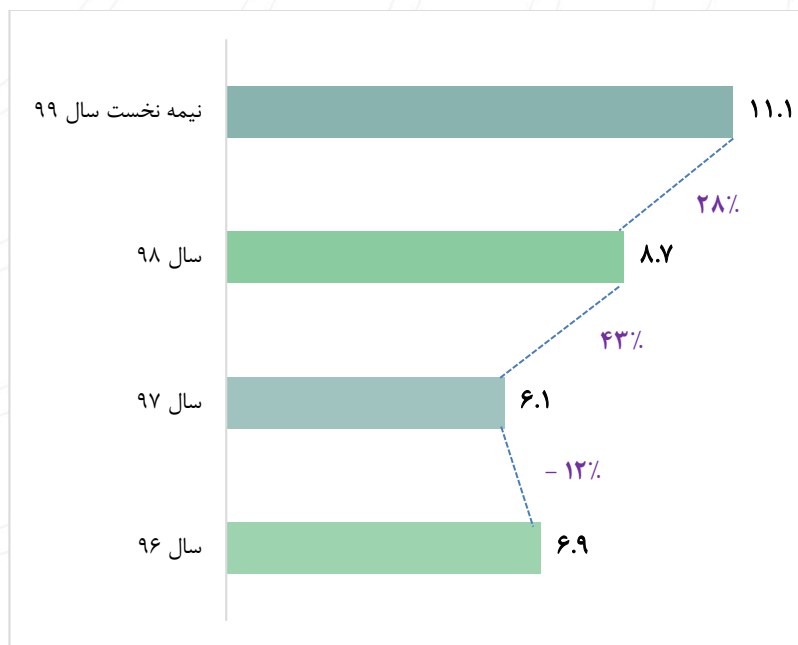 نیمه نخست سال ۹۹
۱۱.۱
۲۸٪
سال ۹۸
۸.۷
۴۳٪
سال ۹۷
۶.۱
– ۱۲٪
سال ۹۶
۶.۹